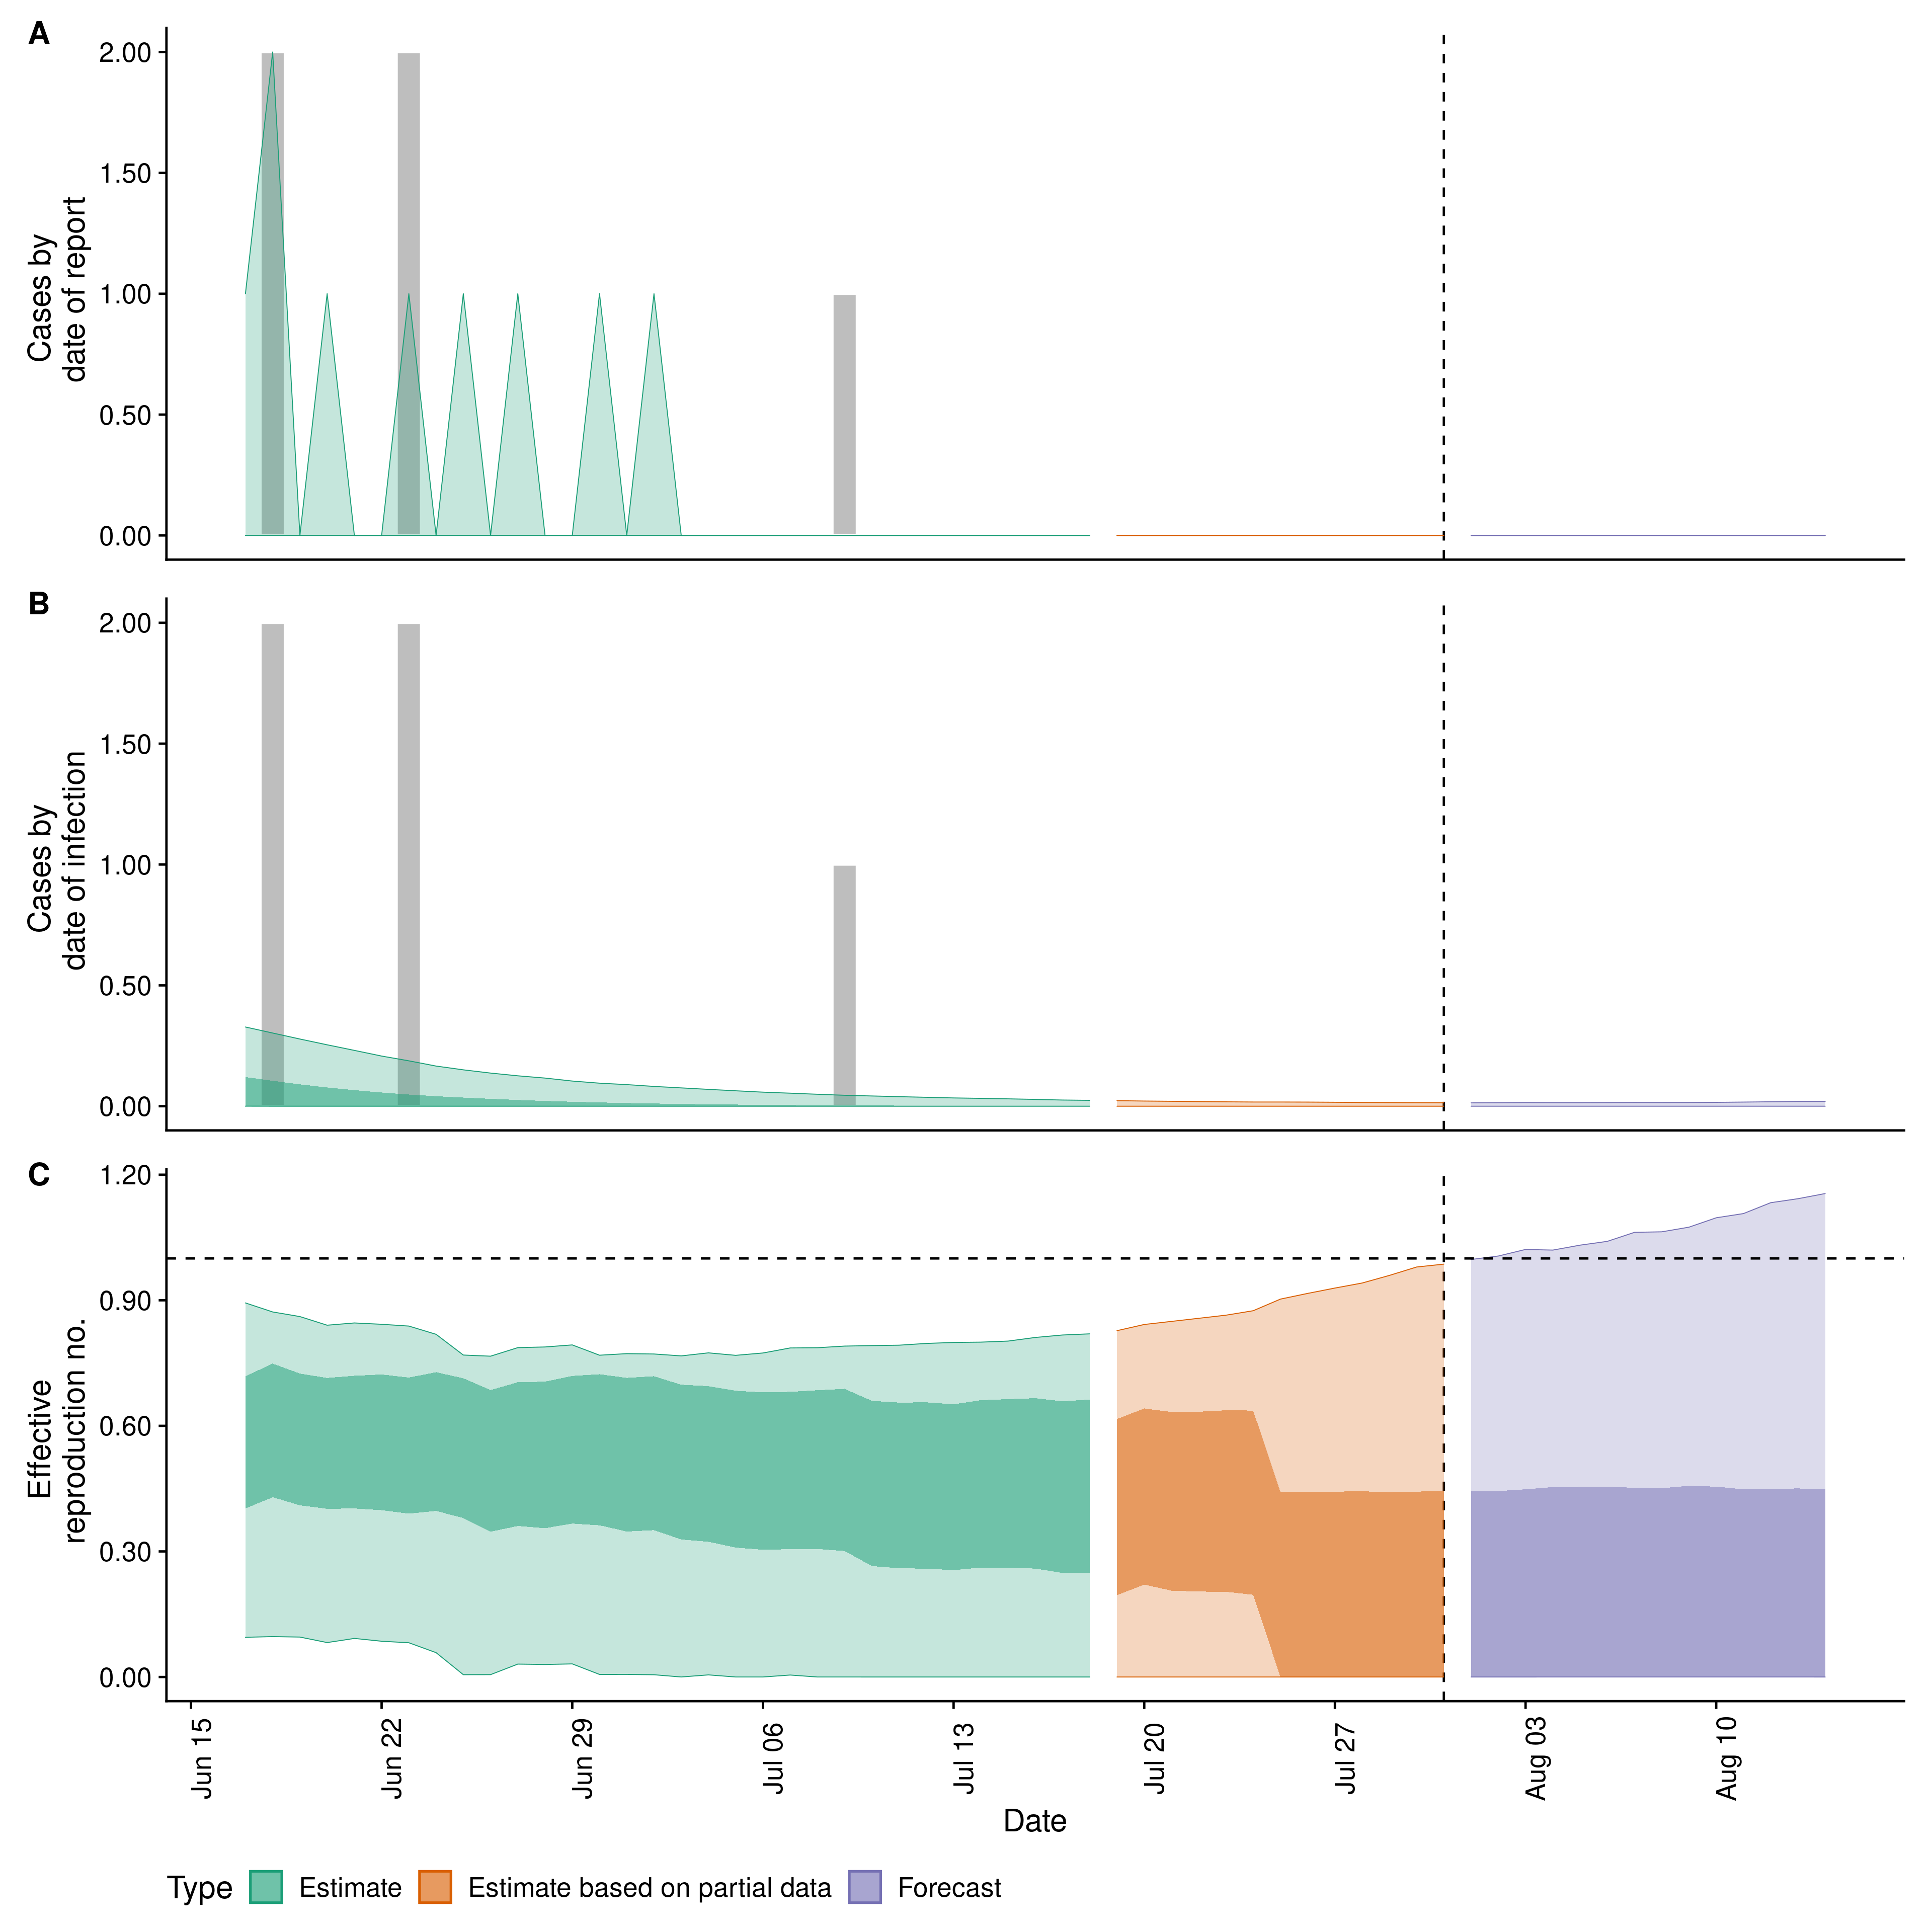 A
2.00
1.50
1.00
0.50
0.00
Cases by
date of report
B
2.00
1.50
1.00
0.50
0.00
Cases by
date of infection
C
1.20
0.90
0.60
0.30
0.00
Effective
reproduction no.
Jun 15
Jun 22
Jun 29
Jul 06
Jul 13
Jul 20
Jul 27
Aug 03
Aug 10
Date
Type
Estimate
Estimate based on partial data
Forecast